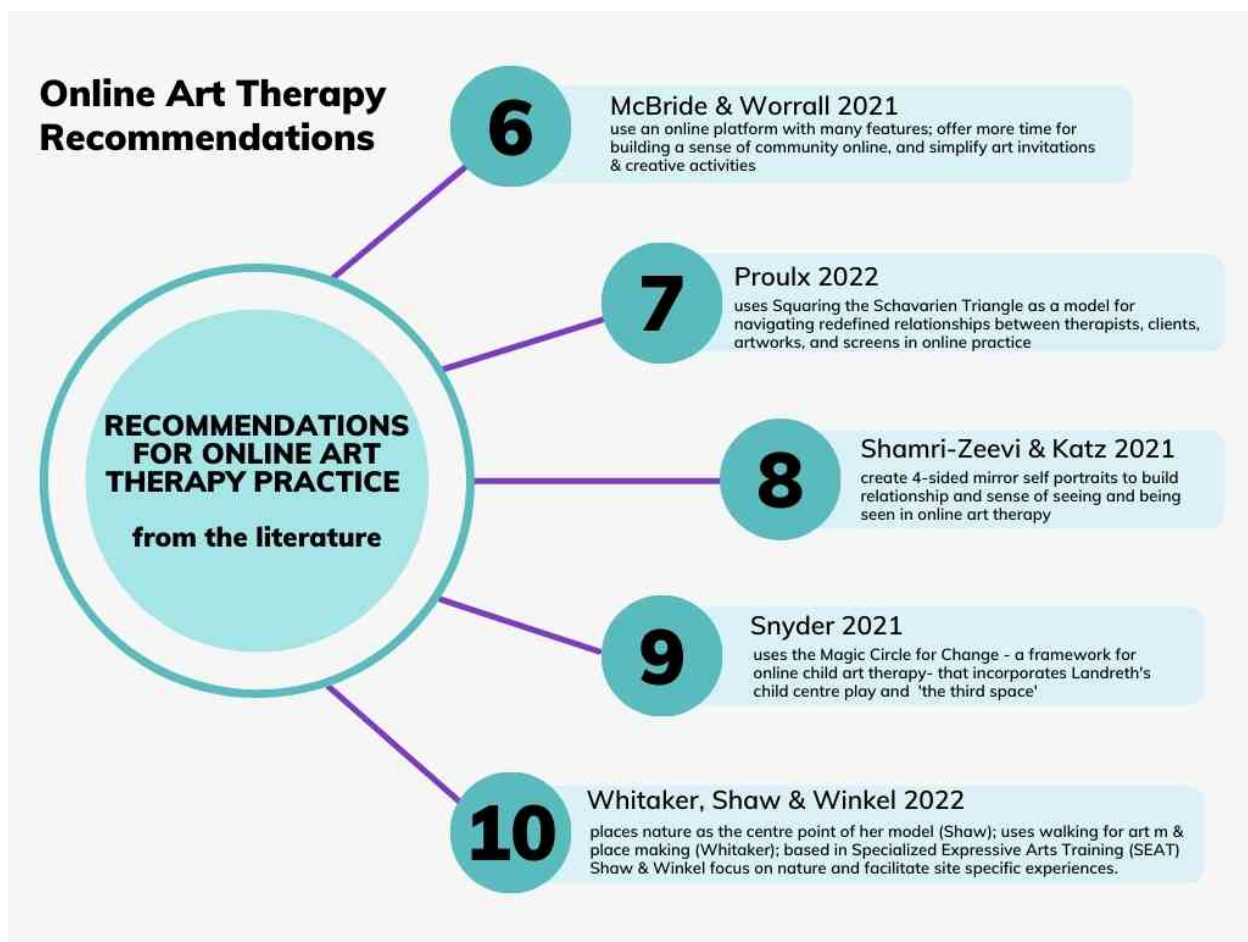 Online Art Therapy
Recommendations
6
McBride & Worrall 2021
use an online platform with many features; offer more time for
building a sense of community online, and simplify art invitations
& creative activities
7
Proulx 2022
uses Squaring the Schavarien Triangle as a model for
navigating redefined relationships between therapists, clients,
artworks, and screens in online practice
RECOMMENDATIONS
FOR ONLINE ART
THERAPY PRACTICE
from the literature
8
Shamri-Zeevi & Katz 2021
create 4-sided mirror self portraits to build
relationship and sense of seeing and being
seen in online art therapy
9
Snyder 2021
uses the Magic Circle for Change - a framework for
online child art therapy- that incorporates Landreth's
child centre play and 'the third space'
10
Whitaker, Shaw & Winkel 2022
places nature as the centre point of her model (Shaw); uses walking for art m &
place making (Whitaker); based in Specialized Expressive Arts Training (SEAT)
Shaw & Winkel focus on nature and facilitate site specific experiences.